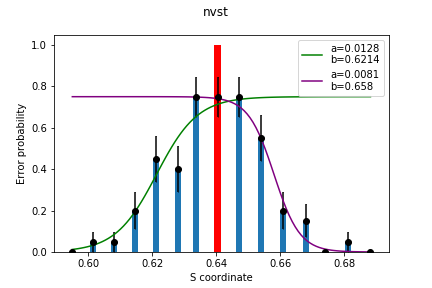 nvst
Error probability
1.0
0.8
0.6
0.4
0.2
0.0
a=0.0128
b=0.6214
a=0.0081
b=0.658
0.60 0.62 0.64 0.66 0.68
S coordinate